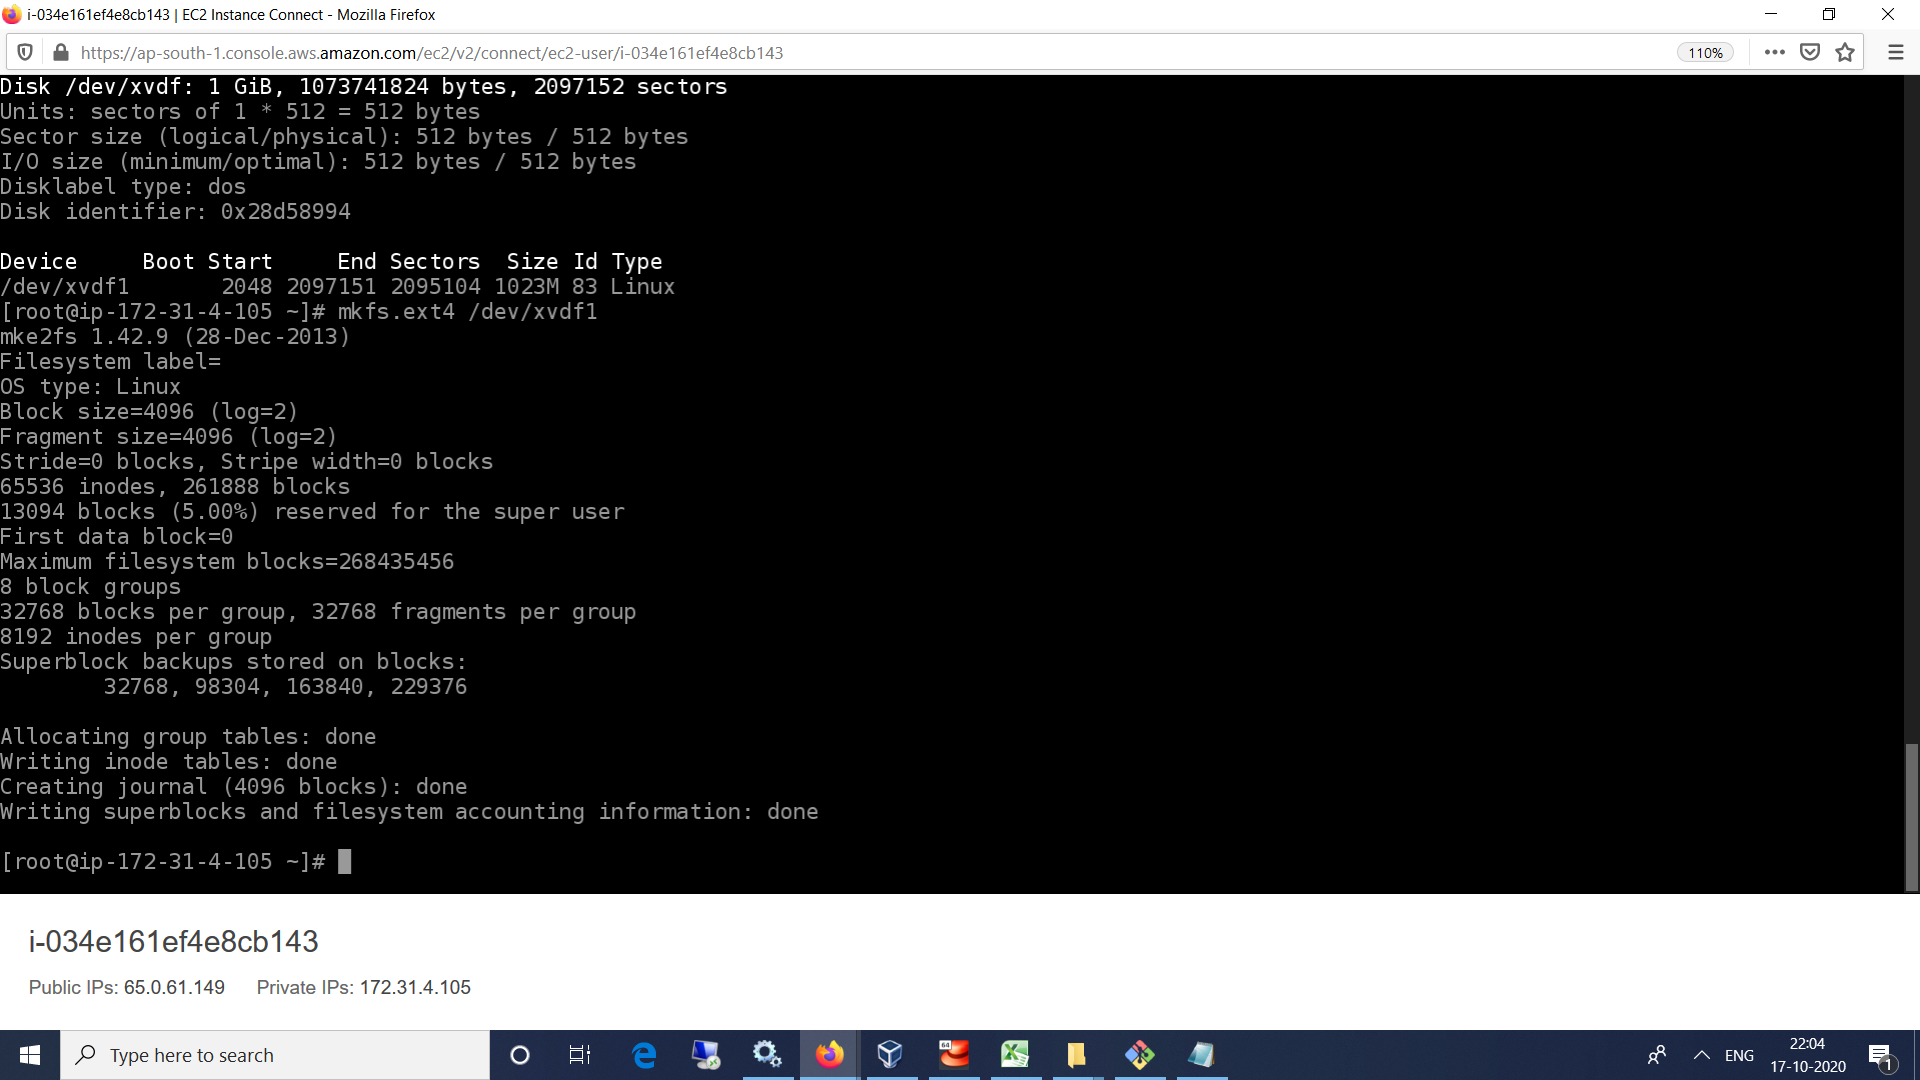 i-034e161ef4e8cb143 | EC2 Instance Connect - Mozilla Firefox
https://ap-south-1.console.aws.amazon.com/ec2/v2/connect/ec2-user/i-034e161ef4e8cb143
110%
Disk /dev/xvdf: 1 GiB, 1073741824 bytes, 2097152 sectors
Units: sectors of 1 * 512 = 512 bytes
Sector size (logical/physical): 512 bytes / 512 bytes
I/O size (minimum/optimal): 512 bytes / 512 bytes
Disklabel type: dos
Disk identifier: 0x28d58994
Device     Boot Start     End Sectors  Size Id Type
/dev/xvdf1       2048 2097151 2095104 1023M 83 Linux
[root@ip-172-31-4-105 ~]# mkfs.ext4 /dev/xvdf1
mke2fs 1.42.9 (28-Dec-2013)
Filesystem label=
OS type: Linux
Block size=4096 (log=2)
Fragment size=4096 (log=2)
Stride=0 blocks, Stripe width=0 blocks
65536 inodes, 261888 blocks
13094 blocks (5.00%) reserved for the super user
First data block=0
Maximum filesystem blocks=268435456
8 block groups
32768 blocks per group, 32768 fragments per group
8192 inodes per group
Superblock backups stored on blocks:
        32768, 98304, 163840, 229376
Allocating group tables: done
Writing inode tables: done
Creating journal (4096 blocks): done
Writing superblocks and filesystem accounting information: done
[root@ip-172-31-4-105 ~]#
i-034e161ef4e8cb143
Public IPs: 65.0.61.149 Private IPs: 172.31.4.105
Type here to search
64
ENG
22:04
17-10-2020
1